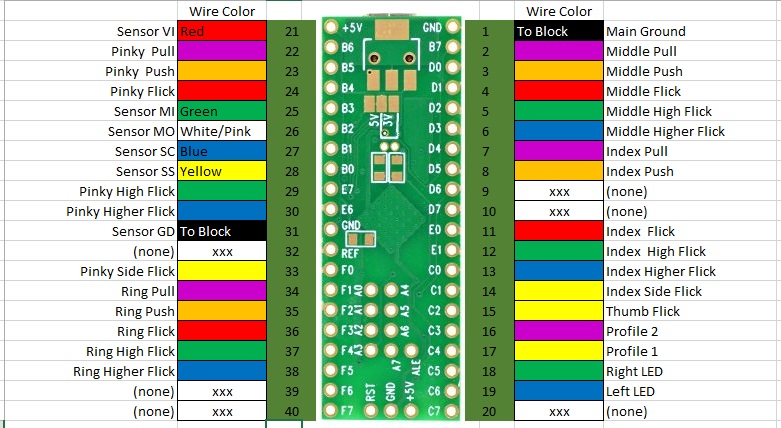 Wire Color Wire Color
Sensor VI Red 21 +5V GND 1 To Block Main Ground
Pinky Pull 22 B6 B7 2 Middle Pull
Pinky Push 23 B5 D0 3 Middle Push
Pinky Flick 24 B4 D1 4 Middle Flick
Sensor MI Green 25 B3 D2 5 Middle High Flick
5V 3V
Sensor MO White/Pink 26 B2 D3 6 Middle Higher Flick
Sensor SC Blue 27 B1 D4 7 Index Pull
Sensor SS Yellow 28 B0 D5 8 Index Push
Pinky High Flick 29 E7 D6 9 xxx (none)
Pinky Higher Flick 30 E6 D7 10 xxx (none)
GND
Sensor GD To Block 31 E0 11 Index Flick
(none) xxx 32 REF E1 12 Index High Flick
Pinky Side Flick 33 F0 C0 13 Index Higher Flick
Ring Pull 34 F1 A0 A4 C1 14 Index Side Flick
Ring Push 35 F2 A1 A5 C2 15 Thumb Flick
Ring Flick 36 F3 A2 A6 C3 16 Profile 2
Ring High Flick 37 F4 A3 A7 ALE C4 17 Profile 1
Ring Higher Flick 38 F5 C5 18 Right LED
(none) xxx 39 F6 RST GND +5V C6 19 Left LED
(none) xxx 40 F7 C7 20 xxx (none)